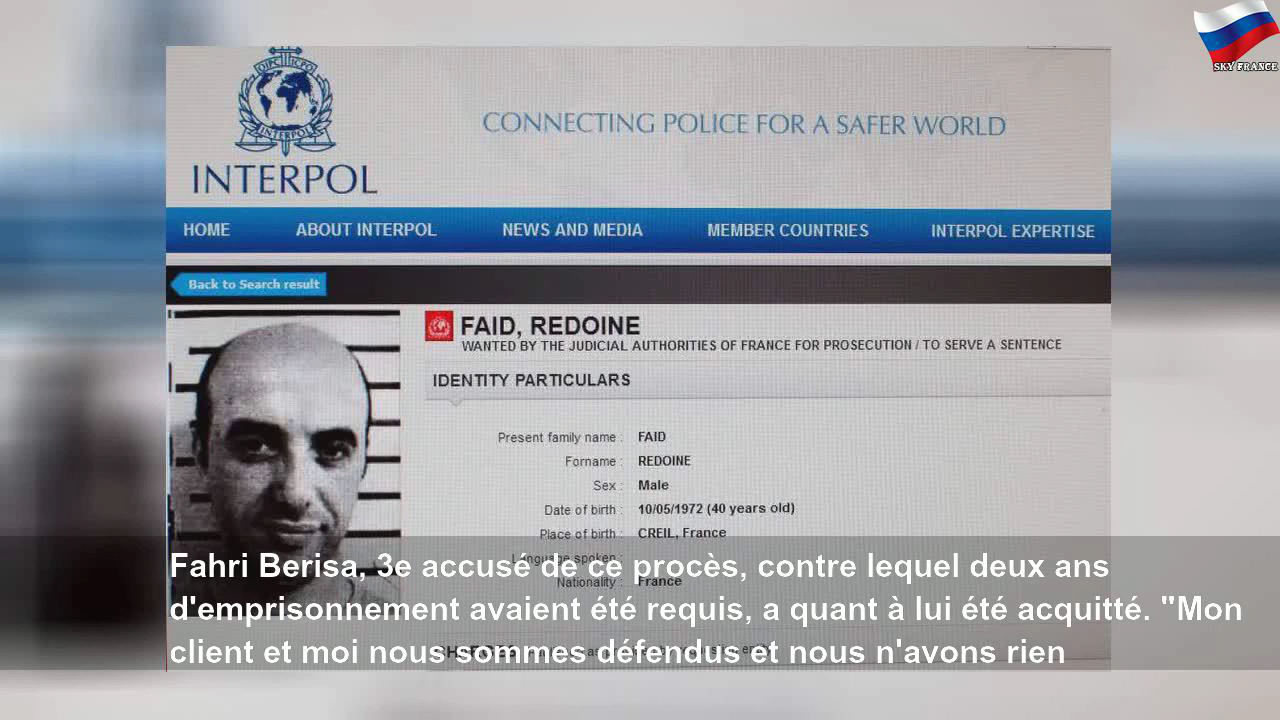 SKY FRANCE
OIPC ICPO
INTERPOL
INTERPOL
CONNECTING POLICE FOR A SAFER WORLD
HOME ABOUT INTERPOL NEWS AND MEDIA MEMBER COUNTRIES INTERPOL EXPERTISE
Back to Search result
FAID, REDOINE
WANTED BY THE JUDICIAL AUTHORITIES OF FRANCE FOR PROSECUTION / TO SERVE A SENTENCE
IDENTITY PARTICULARS
Present family name : FAID
Forname : REDOINE
Sex : Male
Date of birth : 10/05/1972 (40 years old)
Place of birth : CREIL, France
Language spoken :
Nationality : France
Fahri Berisa, 3e accusé de ce procès, contre lequel deux ans
d'emprisonnement avaient été requis, a quant à lui été acquitté. "Mon
client et moi nous sommes défendus et nous n'avons rien